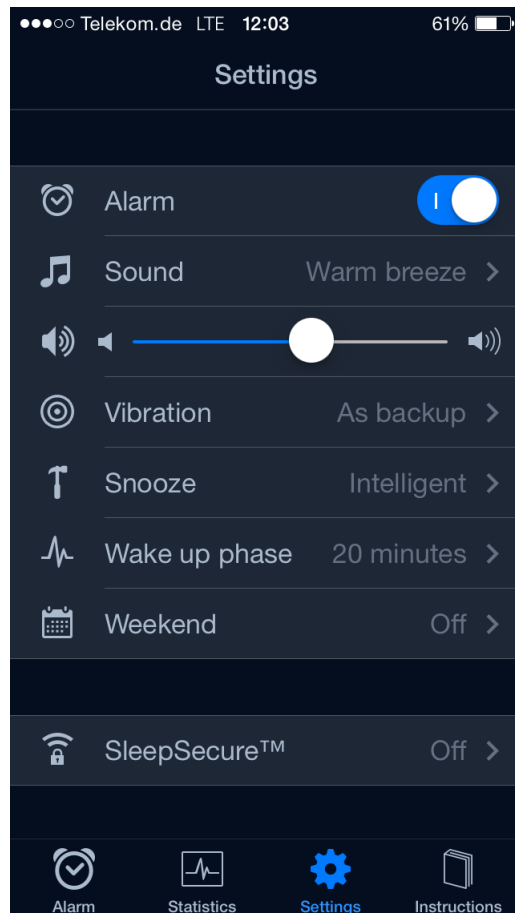 Telekom.de LTE 12:03 61%
Settings
Alarm
Sound Warm breeze
Vibration As backup
Snooze Intelligent
Wake up phase 20 minutes
Weekend Off
SleepSecure™ Off
Alarm Statistics Settings Instructions